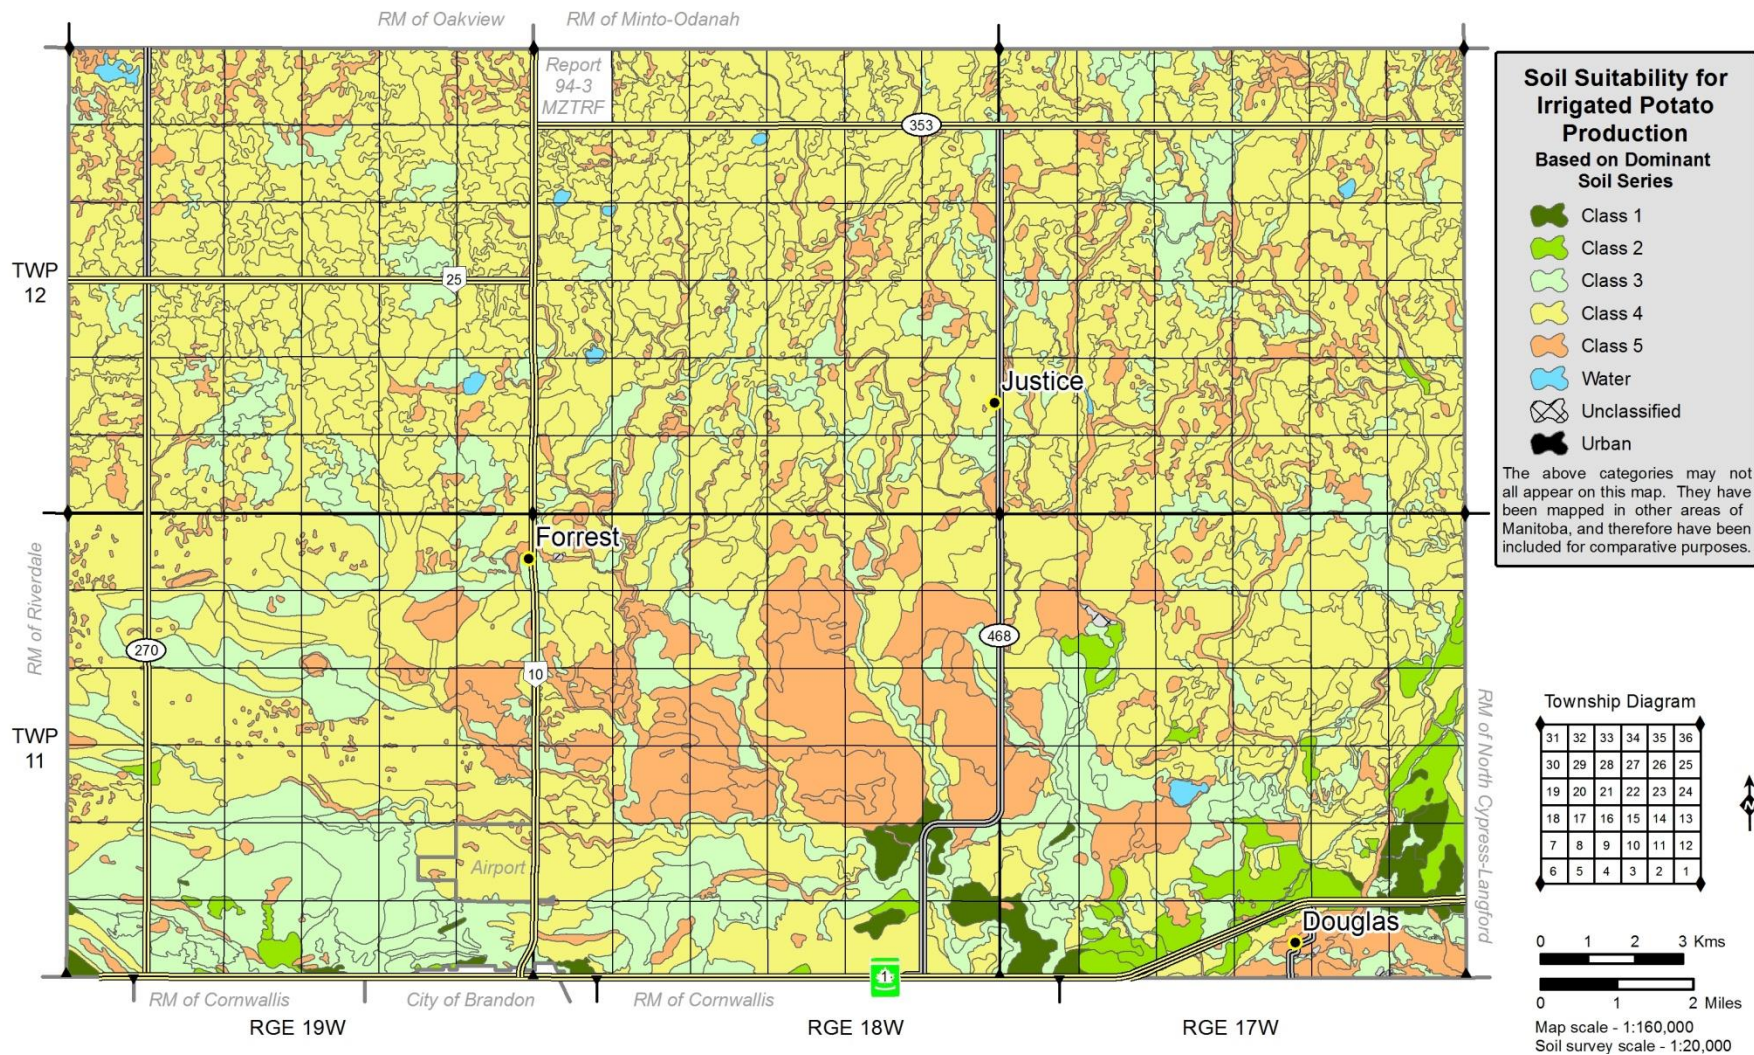 RM of Oakview
RM of Minto-Odanah
Report
94-3
MZTRF
353
25
TWP
12
Justice
Forrest
RM of Riverdale
270
468
10
TWP
11
RM of North Cypress-Langford
Airport
Douglas
1
RM of Cornwallis
City of Brandon
RM of Cornwallis
RGE 19W
RGE 18W
RGE 17W
Soil Suitability for
Irrigated Potato
Production
Based on Dominant
Soil Series
Class 1
Class 2
Class 3
Class 4
Class 5
Water
Unclassified
Urban
The above categories may not
all appear on this map. They have
been mapped in other areas of
Manitoba, and therefore have been
included for comparative purposes.
Township Diagram
31 32 33 34 35 36
30 29 28 27 26 25
19 20 21 22 23 24
18 17 16 15 14 13
7 8 9 10 11 12
6 5 4 3 2 1
N
0 1 2 3 Kms
0 1 2 Miles
Map scale - 1:160,000
Soil survey scale - 1:20,000